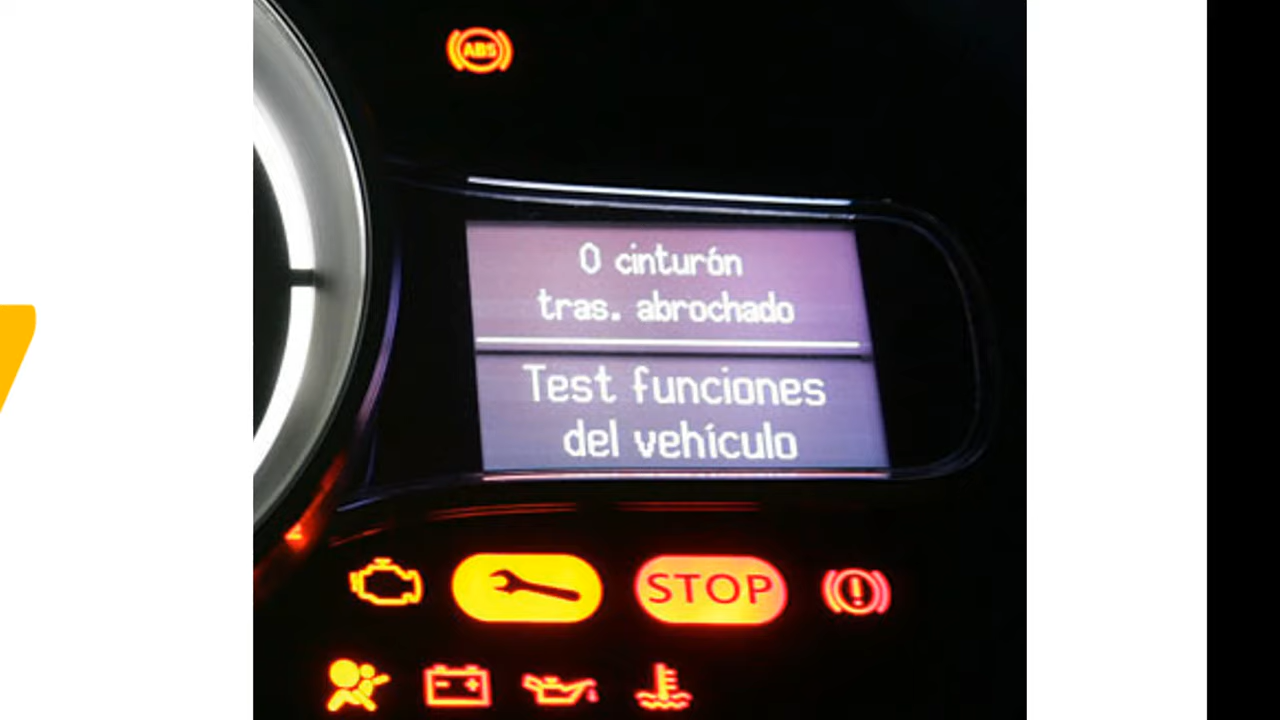 ABS
0 cinturón
tras. abrochado
Test funciones
del vehículo
STOP